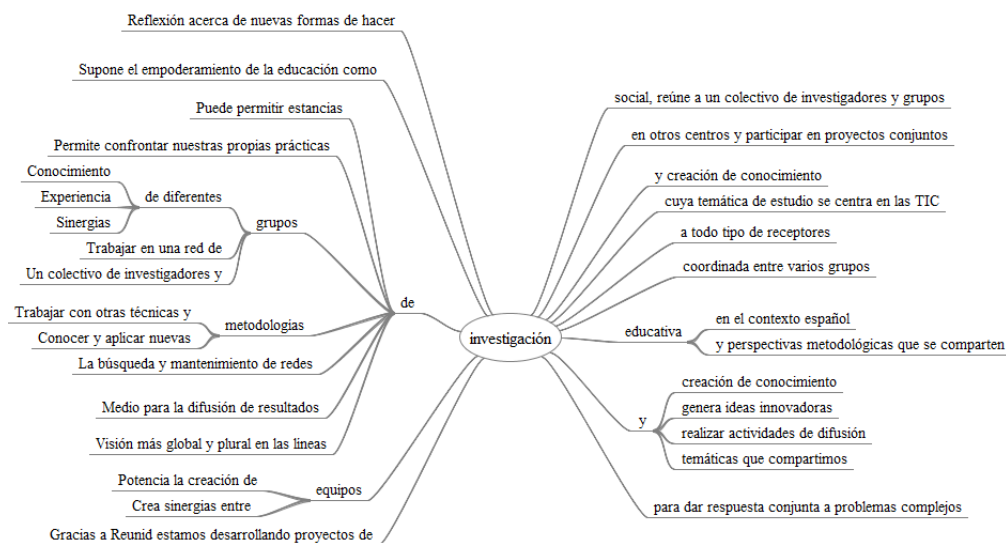 Reflexión acerca de nuevas formas de hacer
Supone el empoderamiento de la educación como
Puede permitir estancias
Permite confrontar nuestras propias prácticas
Conocimiento
Experiencia
Sinergias
de diferentes
Trabajar en una red de
Un colectivo de investigadores y
grupos
Trabajar con otras técnicas y
Conocer y aplicar nuevas
metodologías
La búsqueda y mantenimiento de redes
Medio para la difusión de resultados
Visión más global y plural en las líneas
de
Potencia la creación de
Crea sinergias entre
equipos
Gracias a Reunid estamos desarrollando proyectos de
investigación
social, reúne a un colectivo de investigadores y grupos
en otros centros y participar en proyectos conjuntos
y creación de conocimiento
cuya temática de estudio se centra en las TIC
a todo tipo de receptores
coordinada entre varios grupos
educativa
en el contexto español
y perspectivas metodológicas que se comparten
y
creación de conocimiento
genera ideas innovadoras
realizar actividades de difusión
temáticas que compartimos
para dar respuesta conjunta a problemas complejos